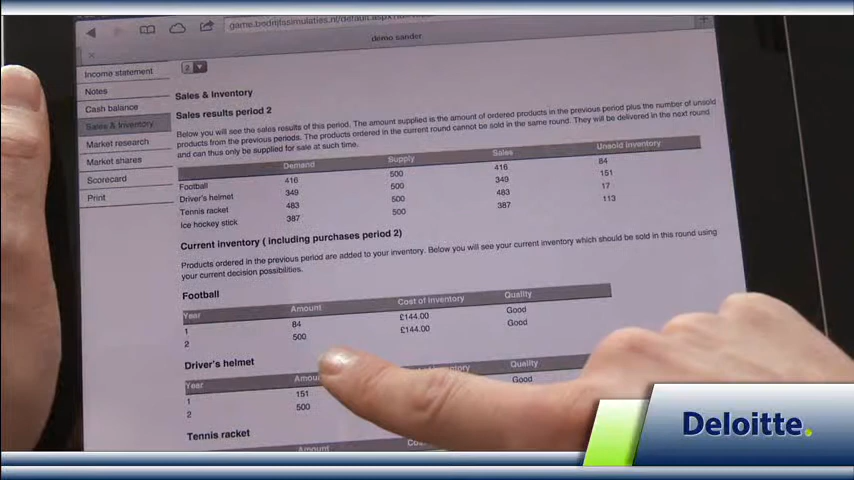 game.bedrijfssimulaties.nl/default.aspx
demo sander
Income statement
Notes
Cash balance
Sales & Inventory
Market research
Market shares
Scorecard
Print
2
Sales & Inventory
Sales results period 2
Below you will see the sales results of this period. The amount supplied is the amount of ordered products in the previous period plus the number of unsold
products from the previous periods. The products ordered in the current round cannot be sold in the same round. They will be delivered in the next round
and can thus only be supplied for sale at such time.
Demand Supply Sales Unsold inventory
Football 416 500 416 84
Driver's helmet 349 500 349 151
Tennis racket 483 500 483 17
Ice hockey stick 387 500 387 113
Current inventory ( including purchases period 2)
Products ordered in the previous period are added to your inventory. Below you will see your current inventory which should be sold in this round using
your current decision possibilities.
Football
Year Amount Cost of inventory Quality
1 84 £144.00 Good
2 500 £144.00 Good
Driver's helmet
Year Quality
1 151 Good
2 500
Tennis racket
Amount
Deloitte.